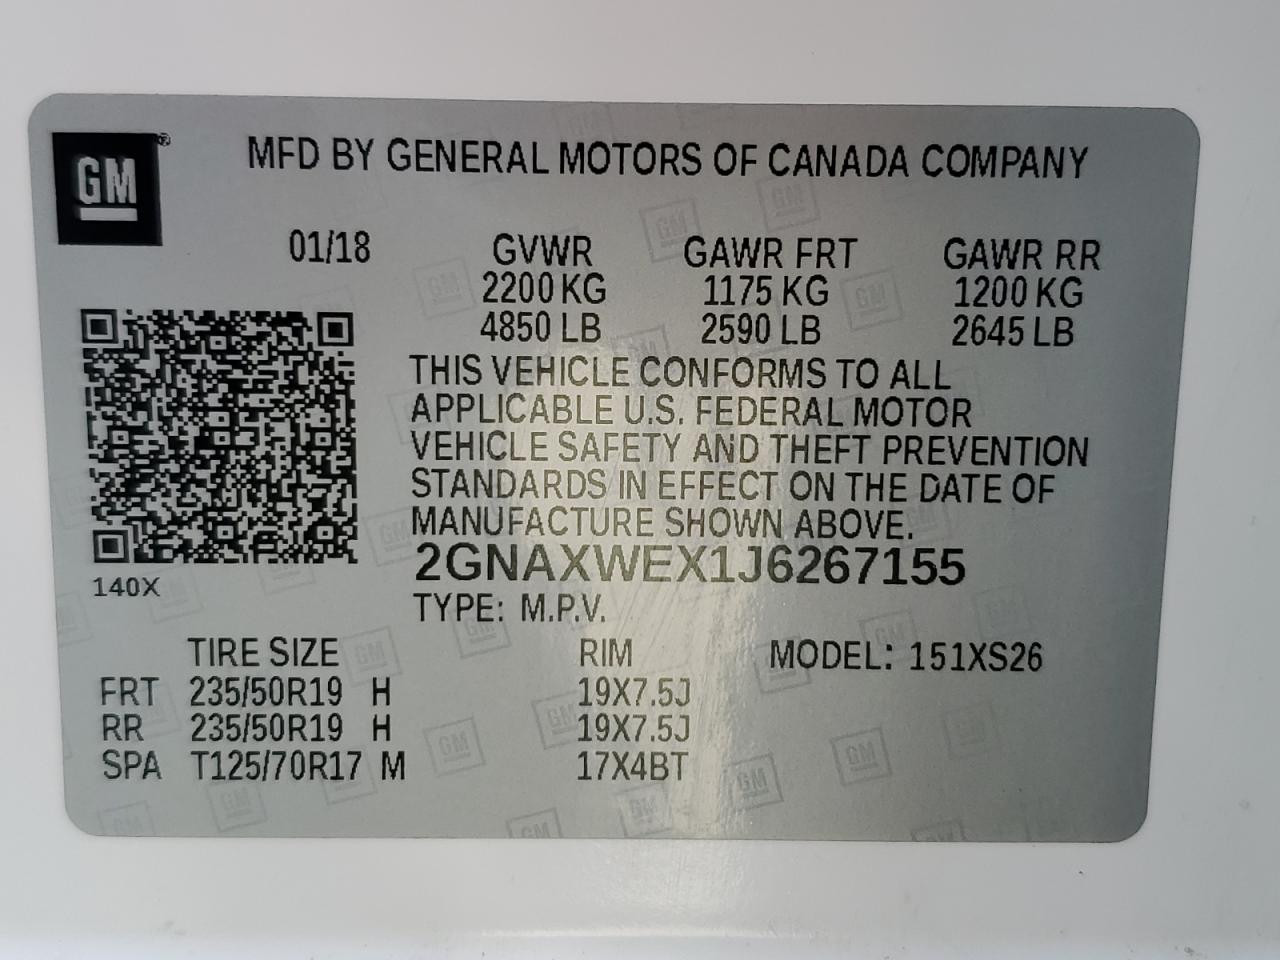 GM ®
MFD BY GENERAL MOTORS OF CANADA COMPANY
01/18 GVWR GAWR FRT GAWR RR
2200 KG 1175 KG 1200 KG
4850 LB 2590 LB 2645 LB
THIS VEHICLE CONFORMS TO ALL
APPLICABLE U.S. FEDERAL MOTOR
VEHICLE SAFETY AND THEFT PREVENTION
STANDARDS IN EFFECT ON THE DATE OF
MANUFACTURE SHOWN ABOVE.
2GNAXWEX1J6267155
140X
TYPE: M.P.V.
TIRE SIZE RIM MODEL: 151XS26
FRT 235/50R19 H 19X7.5J
RR 235/50R19 H 19X7.5J
SPA T125/70R17 M 17X4BT